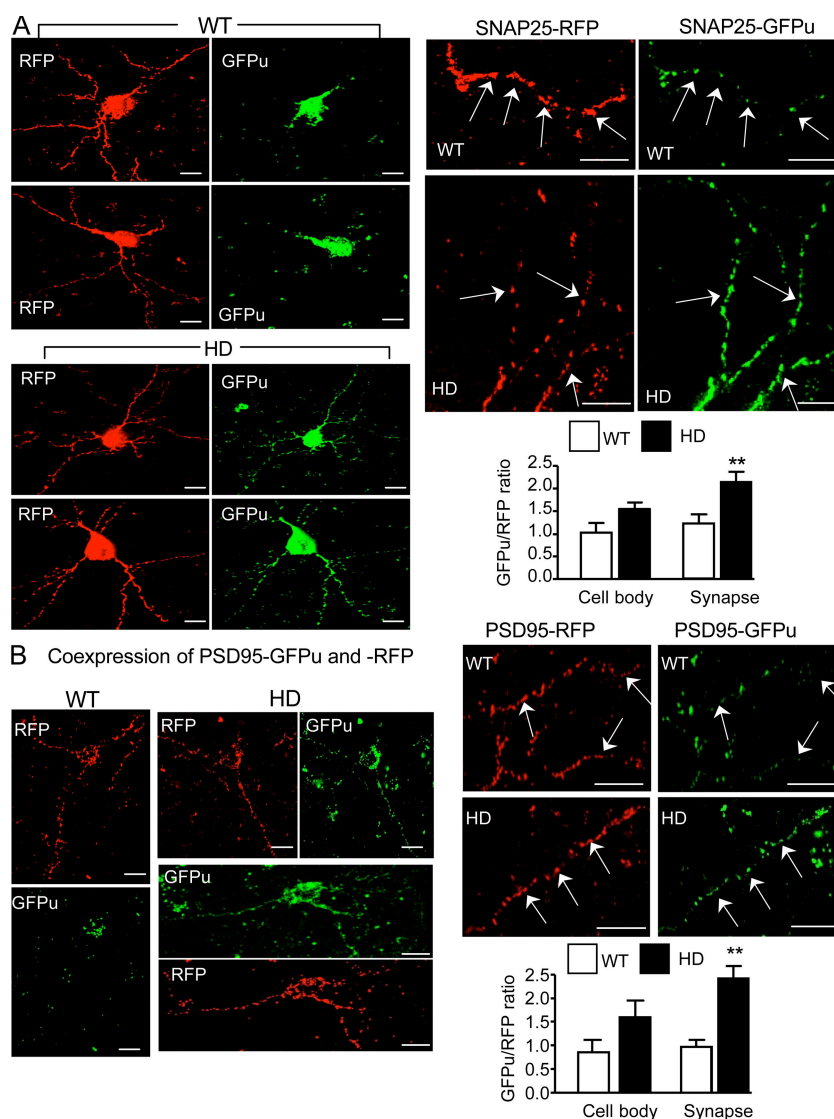 A
WT
RFP
GFPu
RFP
GFPu
HD
RFP
GFPu
RFP
GFPu
SNAP25-RFP
SNAP25-GFPu
WT
WT
HD
HD
WT
HD
GFPu/RFP ratio
2.5
2.0
1.5
1.0
0.5
0.0
**
Cell body
Synapse
B Coexpression of PSD95-GFPu and -RFP
WT
HD
RFP
RFP
GFPu
GFPu
GFPu
RFP
PSD95-RFP
PSD95-GFPu
WT
WT
HD
HD
WT
HD
GFPu/RFP ratio
2.5
2.0
1.5
1.0
0.5
0.0
**
Cell body
Synapse